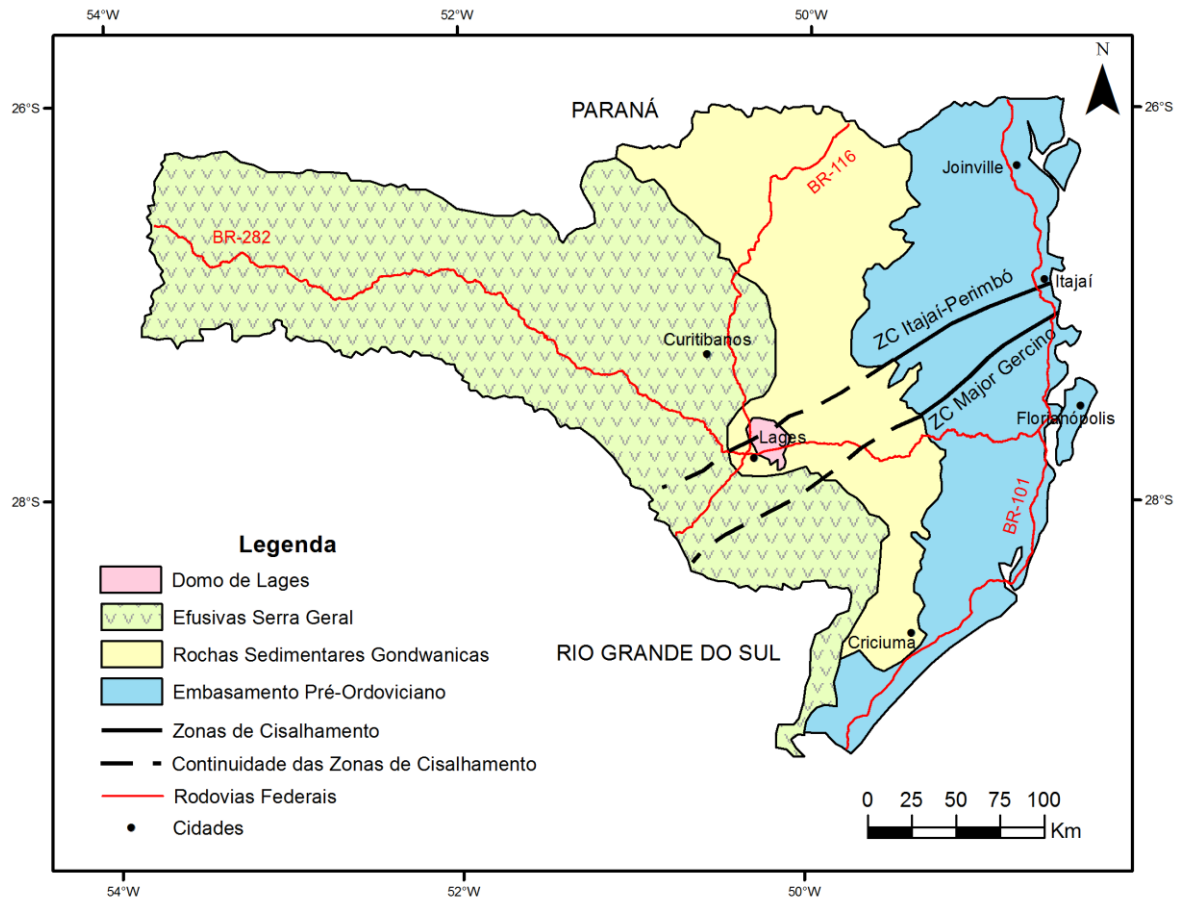 54°W
52°W
50°W
N
26°S
26°S
PARANÁ
BR-116
Joinville
BR-282
Itajaí
ZC Itajaí-Perimbó
Curitibanos
ZC Major Gercino
Florianópolis
Lages
28°S
28°S
BR-101
Legenda
Domo de Lages
Efusivas Serra Geral
Rochas Sedimentares Gondwanicas
Embasamento Pré-Ordoviciano
Zonas de Cisalhamento
Continuidade das Zonas de Cisalhamento
Rodovias Federais
Cidades
RIO GRANDE DO SUL
Criciuma
0 25 50 75 100
Km
54°W
52°W
50°W